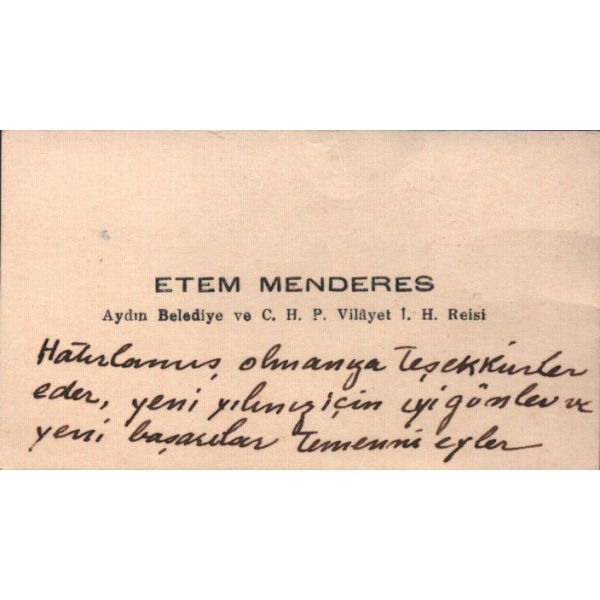 ETEM MENDERES
Aydın Belediye ve C. H. P. Vilâyet İ. H. Reisi
Hatırlamış olmanıza teşekkürler
eder, yeni yılınız için iyi günler ve
yeni başarılar temenni eyler